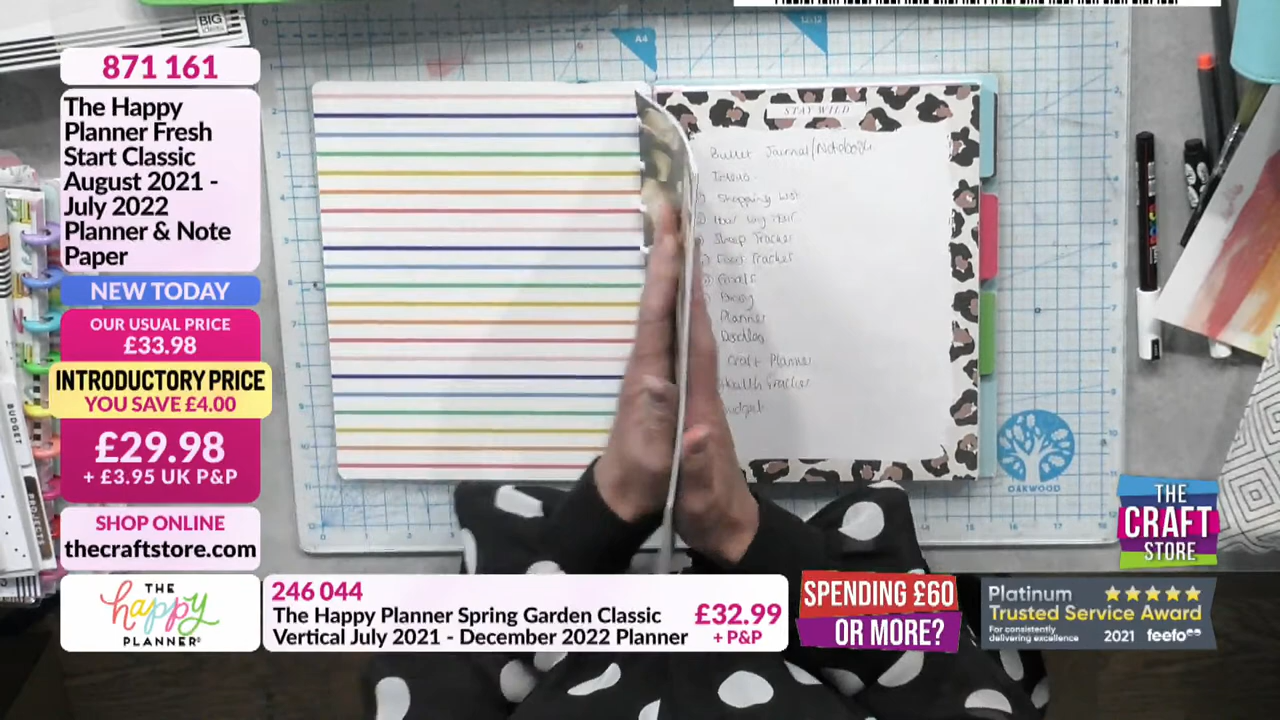 BIG
ideas
A4
12:12
871 161
The Happy
Planner Fresh
Start Classic
August 2021 -
July 2022
Planner & Note
Paper
NEW TODAY
OUR USUAL PRICE
£33.98
INTRODUCTORY PRICE
YOU SAVE £4.00
£29.98
+ £3.95 UK P&P
SHOP ONLINE
thecraftstore.com
STAY WILD
Bullet Journal/Notebook
Shopping list
Sleep Tracker
Goals
Planner
Craft Planner
Health Tracker
Budget
BUDGET
OAKWOOD
THE
CRAFT
STORE
THE
happy
PLANNER®
246 044
The Happy Planner Spring Garden Classic
Vertical July 2021 - December 2022 Planner
£32.99
+ P&P
SPENDING £60
OR MORE?
Platinum
Trusted Service Award
For consistently
delivering excellence
2021 feefo